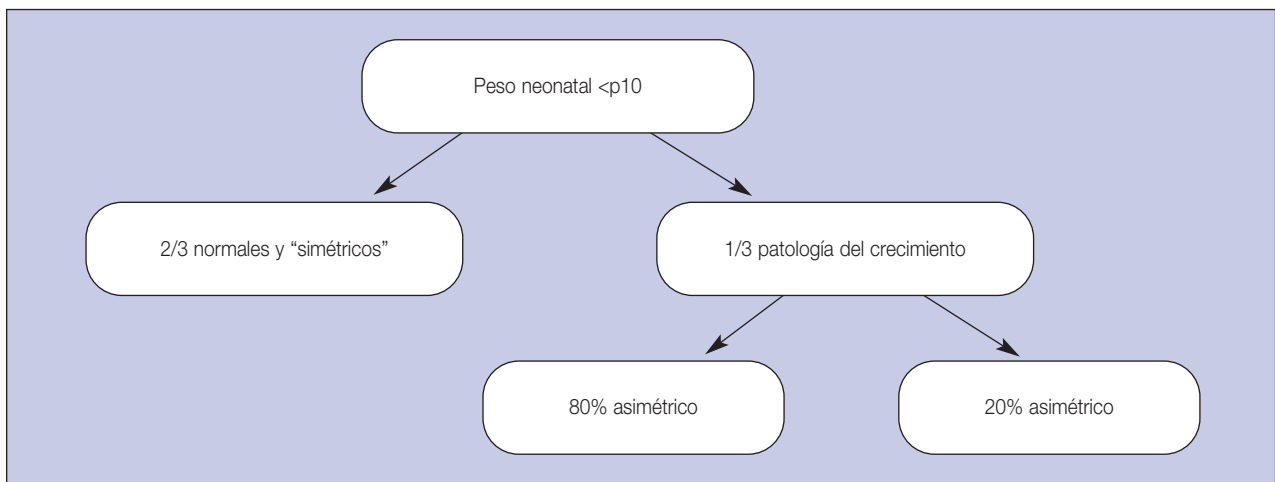 Peso neonatal <p10
2/3 normales y “simétricos”
1/3 patología del crecimiento
80% asimétrico
20% asimétrico